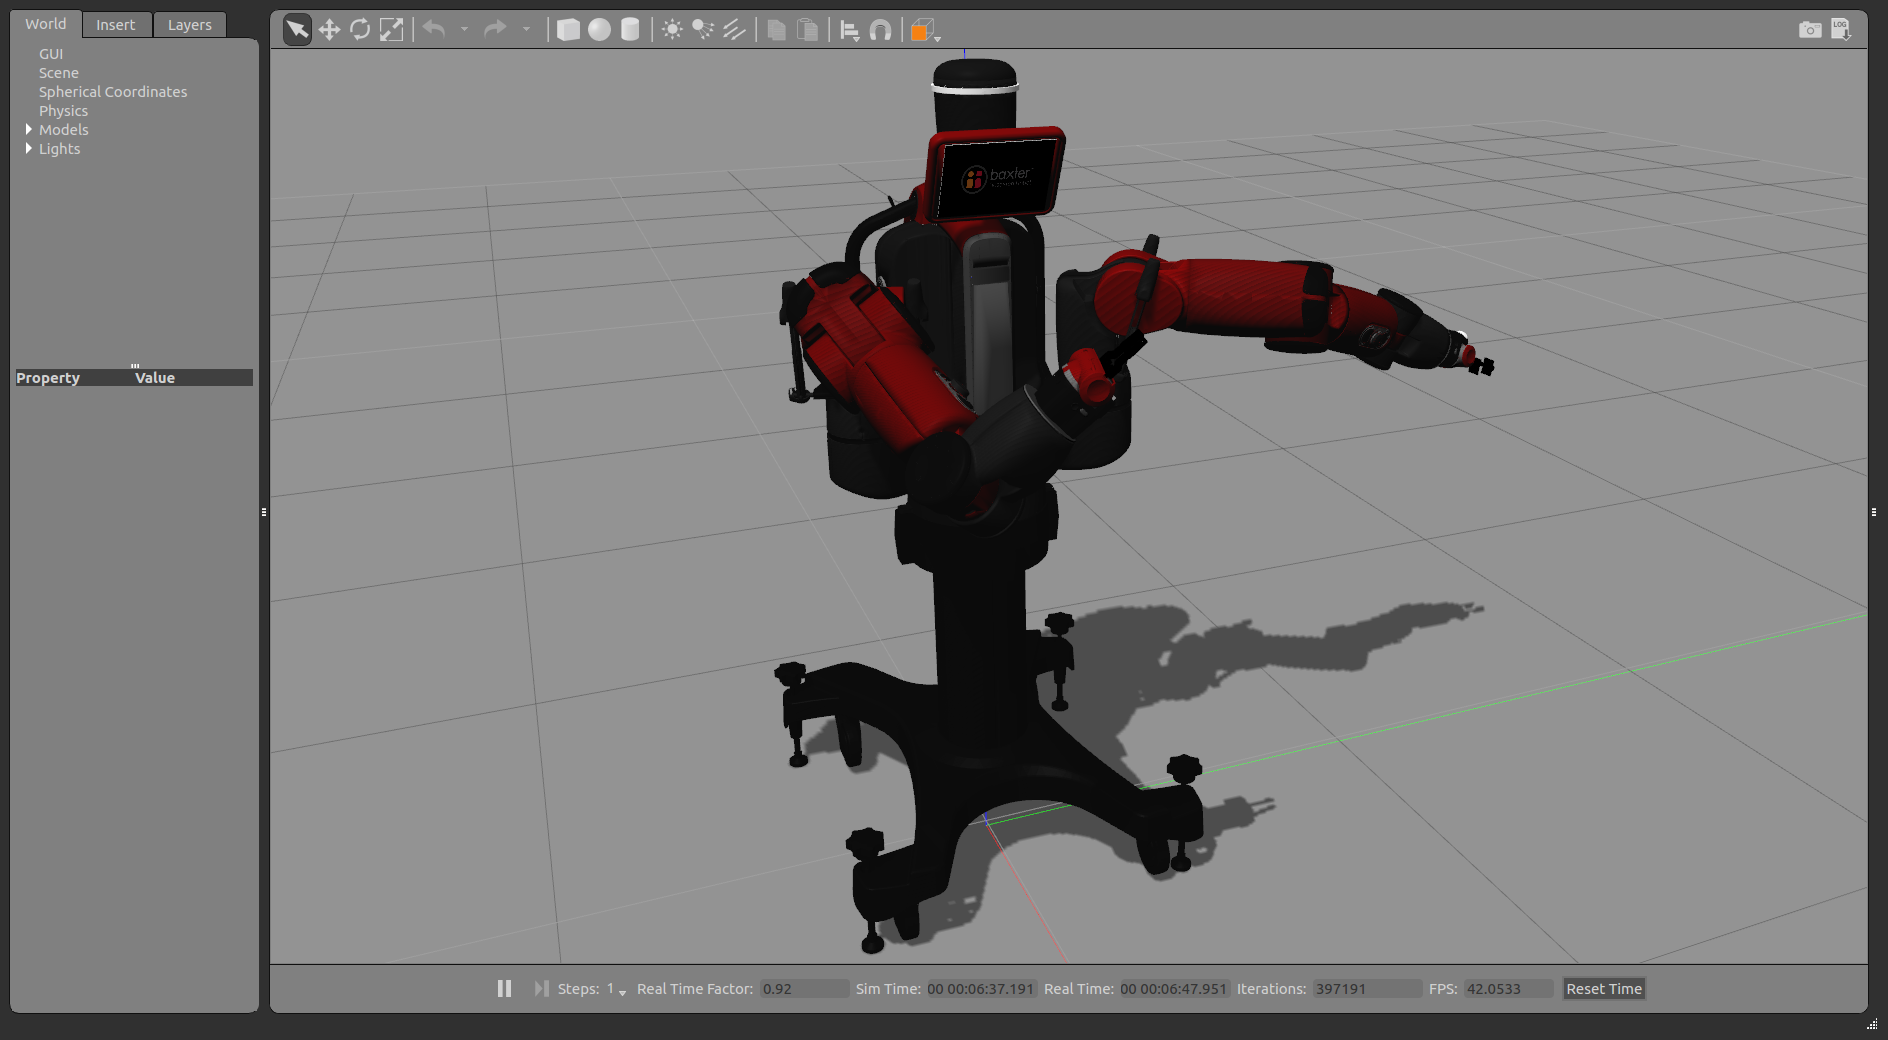 World Insert Layers
LOG
GUI
Scene
Spherical Coordinates
Physics
Models
Lights
baxter
Property Value
Steps: 1 Real Time Factor: 0.92 Sim Time: 00 00:06:37.191 Real Time: 00 00:06:47.951 Iterations: 397191 FPS: 42.0533 Reset Time